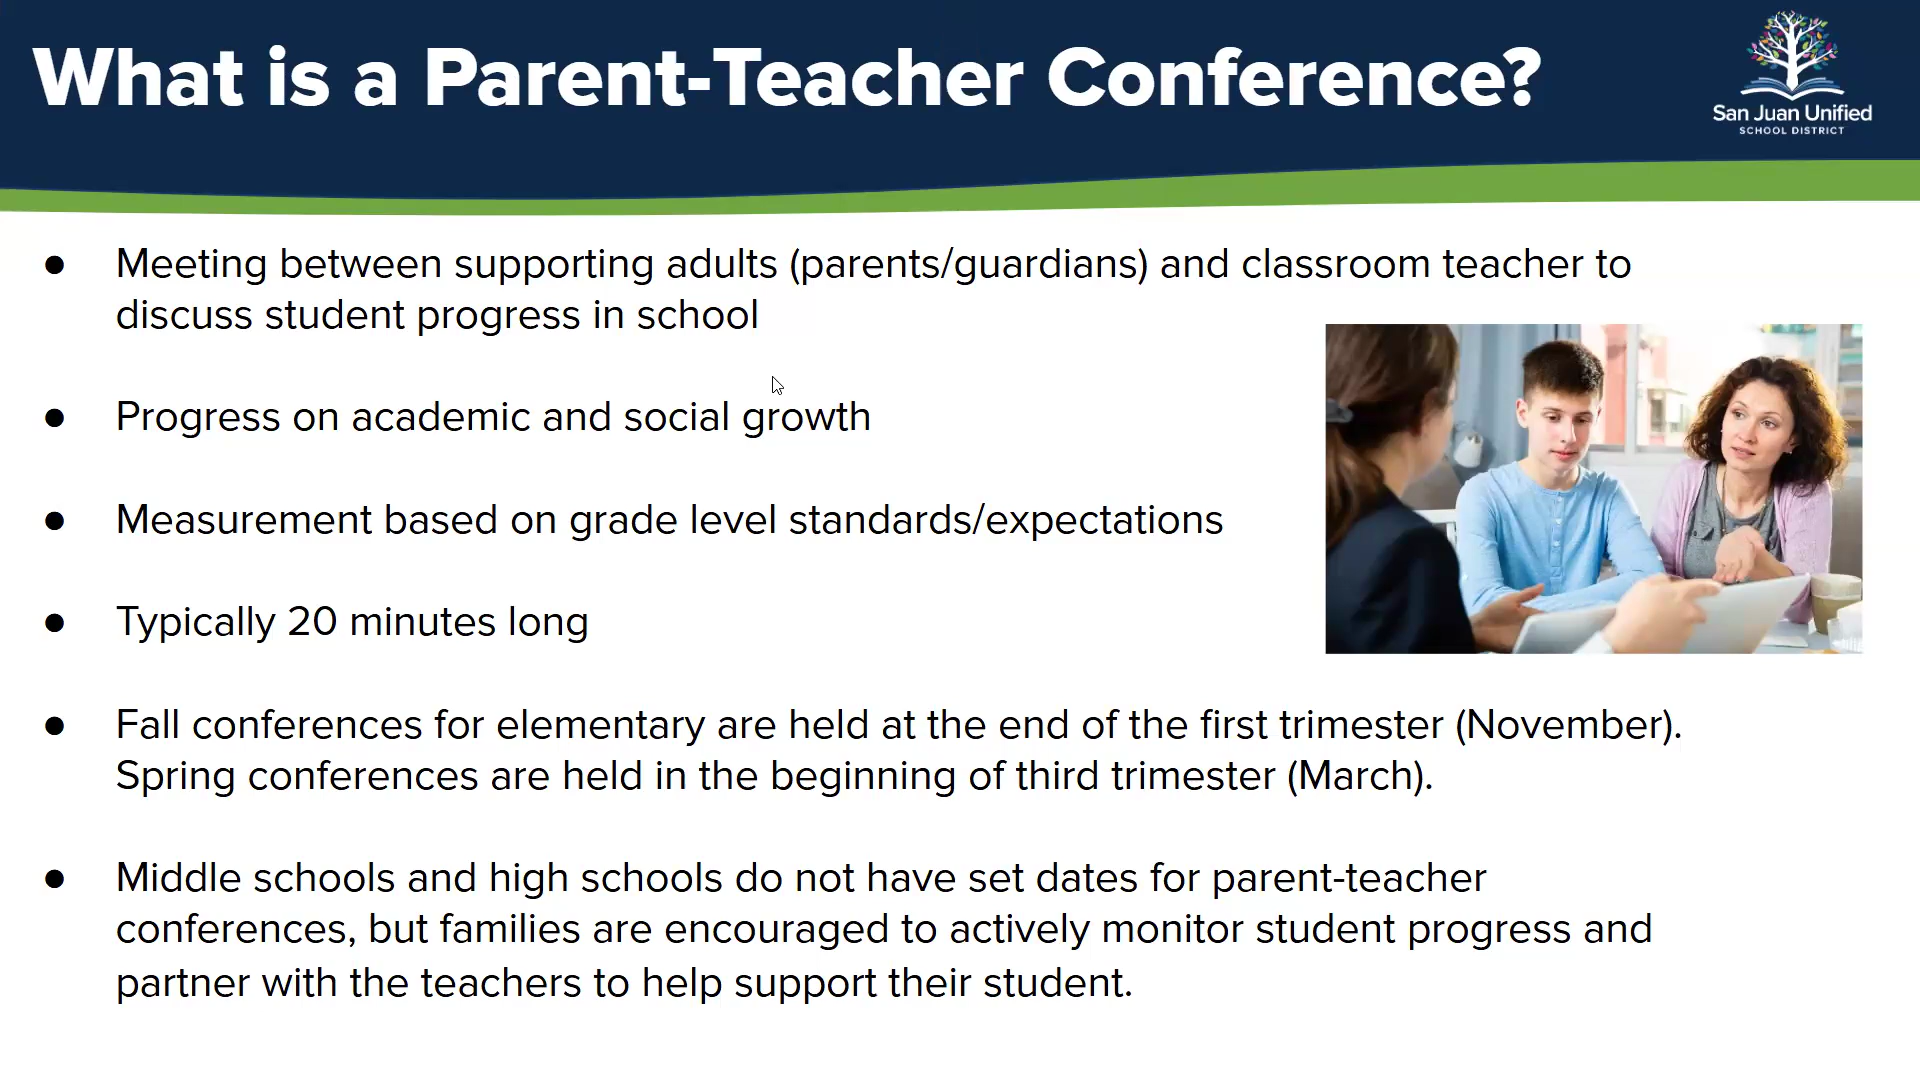 What is a Parent-Teacher Conference?
San Juan Unified
SCHOOL DISTRICT
● Meeting between supporting adults (parents/guardians) and classroom teacher to
discuss student progress in school
● Progress on academic and social growth
● Measurement based on grade level standards/expectations
● Typically 20 minutes long
● Fall conferences for elementary are held at the end of the first trimester (November).
Spring conferences are held in the beginning of third trimester (March).
● Middle schools and high schools do not have set dates for parent-teacher
conferences, but families are encouraged to actively monitor student progress and
partner with the teachers to help support their student.